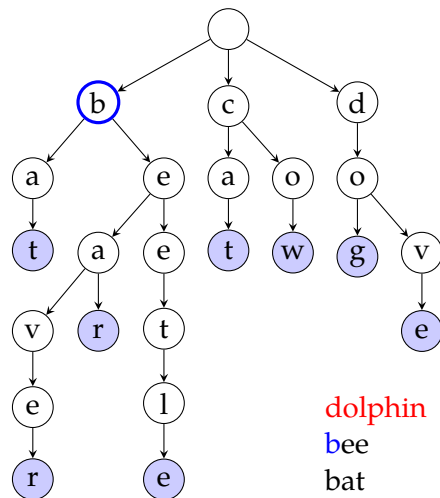 b c d
a e a o o
t a e t w g v
v r t e
e l
r e
dolphin
bee
bat